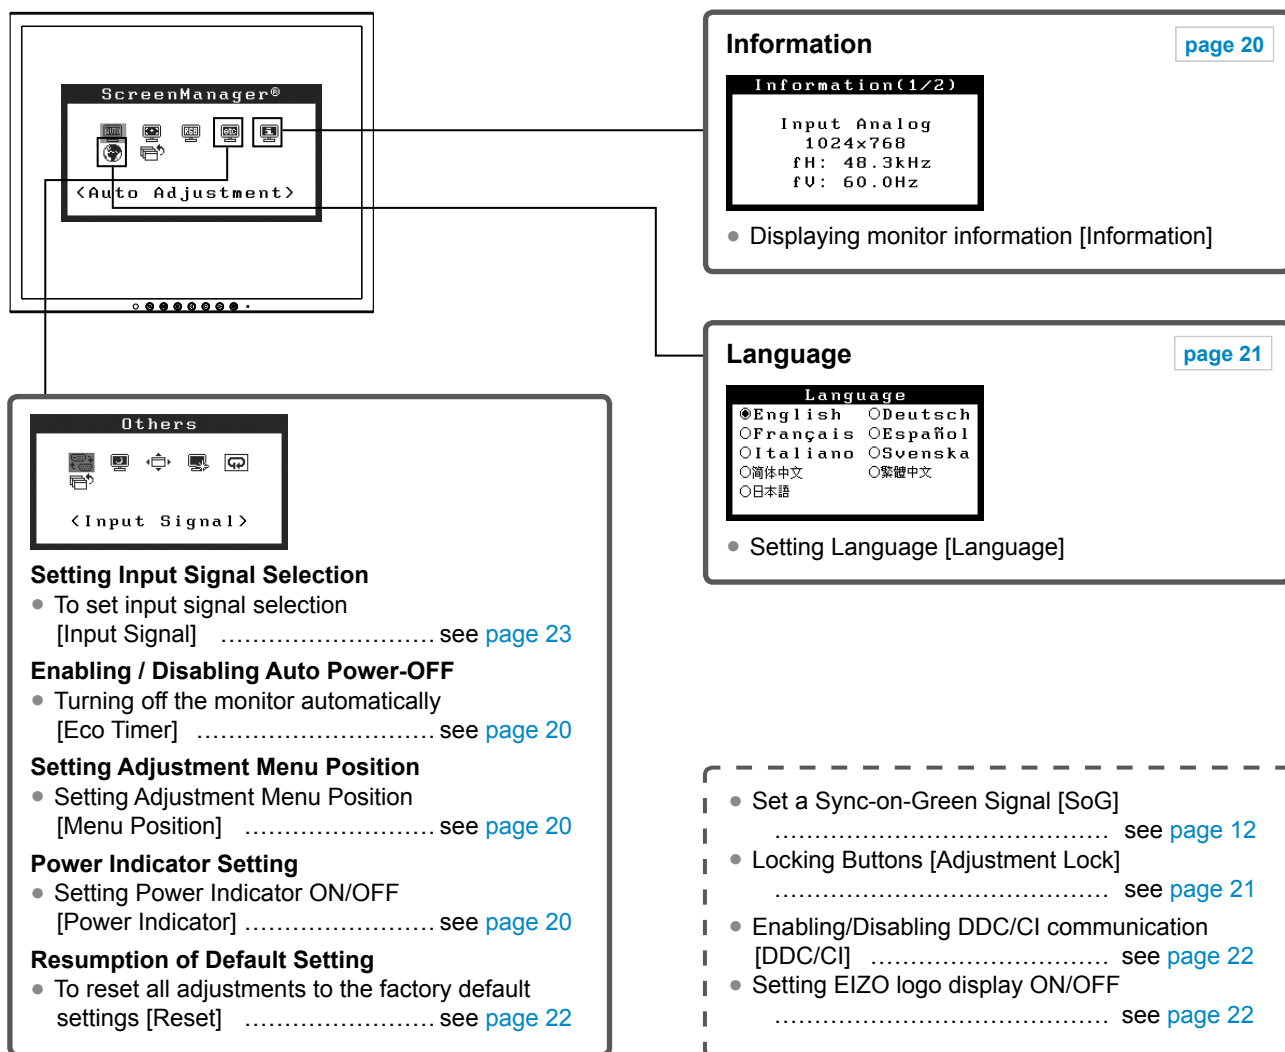 ScreenManager®
<Auto Adjustment>
Information
page 20
Information(1/2)
Input Analog
1024x768
fH: 48.3kHz
fV: 60.0Hz
• Displaying monitor information [Information]
Language
page 21
Language
English Deutsch
Français Español
Italiano Svenska
简体中文 繁體中文
日本語
• Setting Language [Language]
Others
<Input Signal>
Setting Input Signal Selection
• To set input signal selection
[Input Signal] ........................... see page 23
Enabling / Disabling Auto Power-OFF
• Turning off the monitor automatically
[Eco Timer] .............................. see page 20
Setting Adjustment Menu Position
• Setting Adjustment Menu Position
[Menu Position] ........................ see page 20
Power Indicator Setting
• Setting Power Indicator ON/OFF
[Power Indicator] ........................ see page 20
Resumption of Default Setting
• To reset all adjustments to the factory default
settings [Reset] ........................ see page 22
• Set a Sync-on-Green Signal [SoG]
.......................................... see page 12
• Locking Buttons [Adjustment Lock]
.......................................... see page 21
• Enabling/Disabling DDC/CI communication
[DDC/CI] .............................. see page 22
• Setting EIZO logo display ON/OFF
.......................................... see page 22